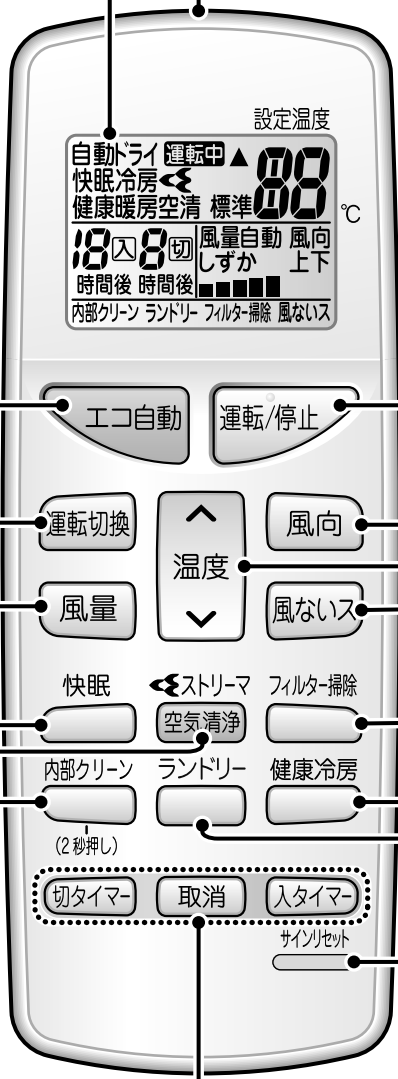 設定温度
自動ドライ 運転中 ▲ 88
快眠冷房
健康暖房空清 標準
℃
18 入 8 切 風量自動 風向
しずか 上下
時間後 時間後
内部クリーン ランドリー フィルター掃除 風ないス
エコ自動 運転/停止
運転切換 風向
温度
風量 風ないス
快眠 ストリーマ フィルター掃除
空気清浄
内部クリーン ランドリー 健康冷房
(2秒押し)
切タイマー 取消 入タイマー
サインリセット